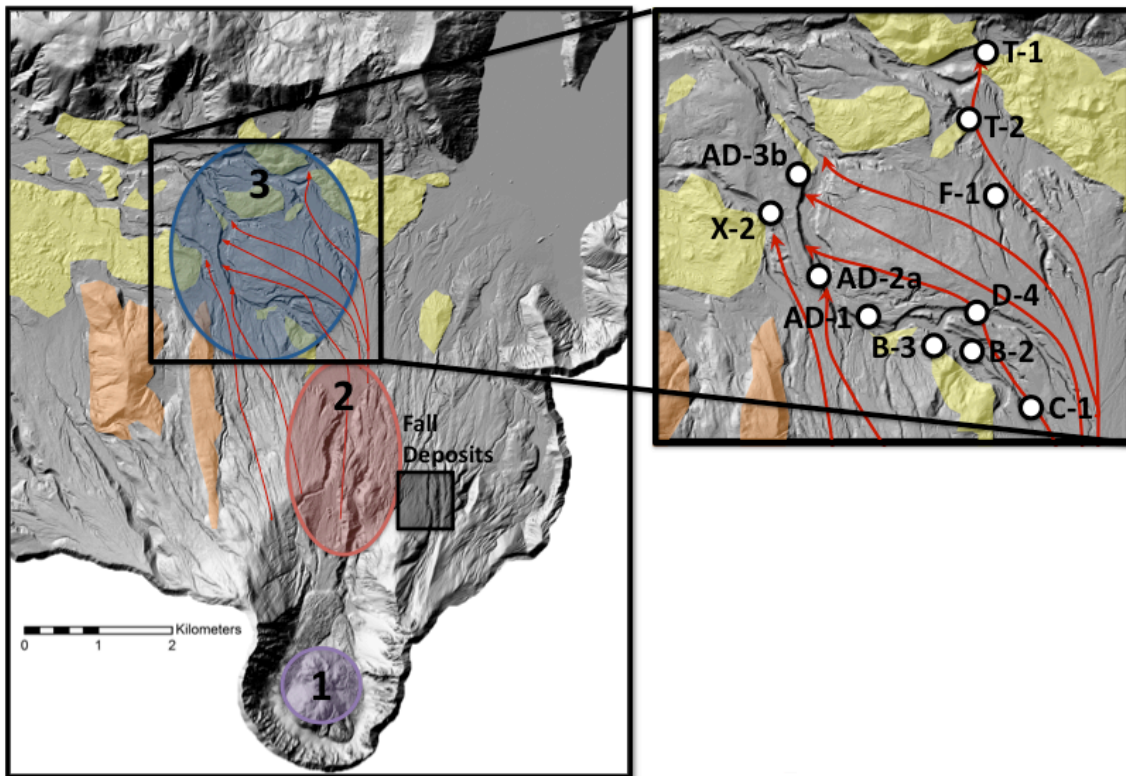 3
2
Fall
Deposits
Kilometers
0 1 2
1
T-1
T-2
AD-3b
F-1
X-2
AD-2a
D-4
AD-1
B-3
B-2
C-1